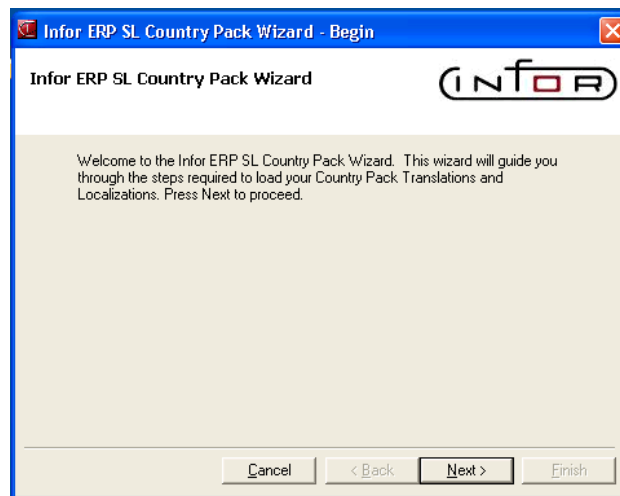 Infor ERP SL Country Pack Wizard - Begin
Infor ERP SL Country Pack Wizard
infor
Welcome to the Infor ERP SL Country Pack Wizard. This wizard will guide you
through the steps required to load your Country Pack Translations and
Localizations. Press Next to proceed.
Cancel < Back Next > Finish